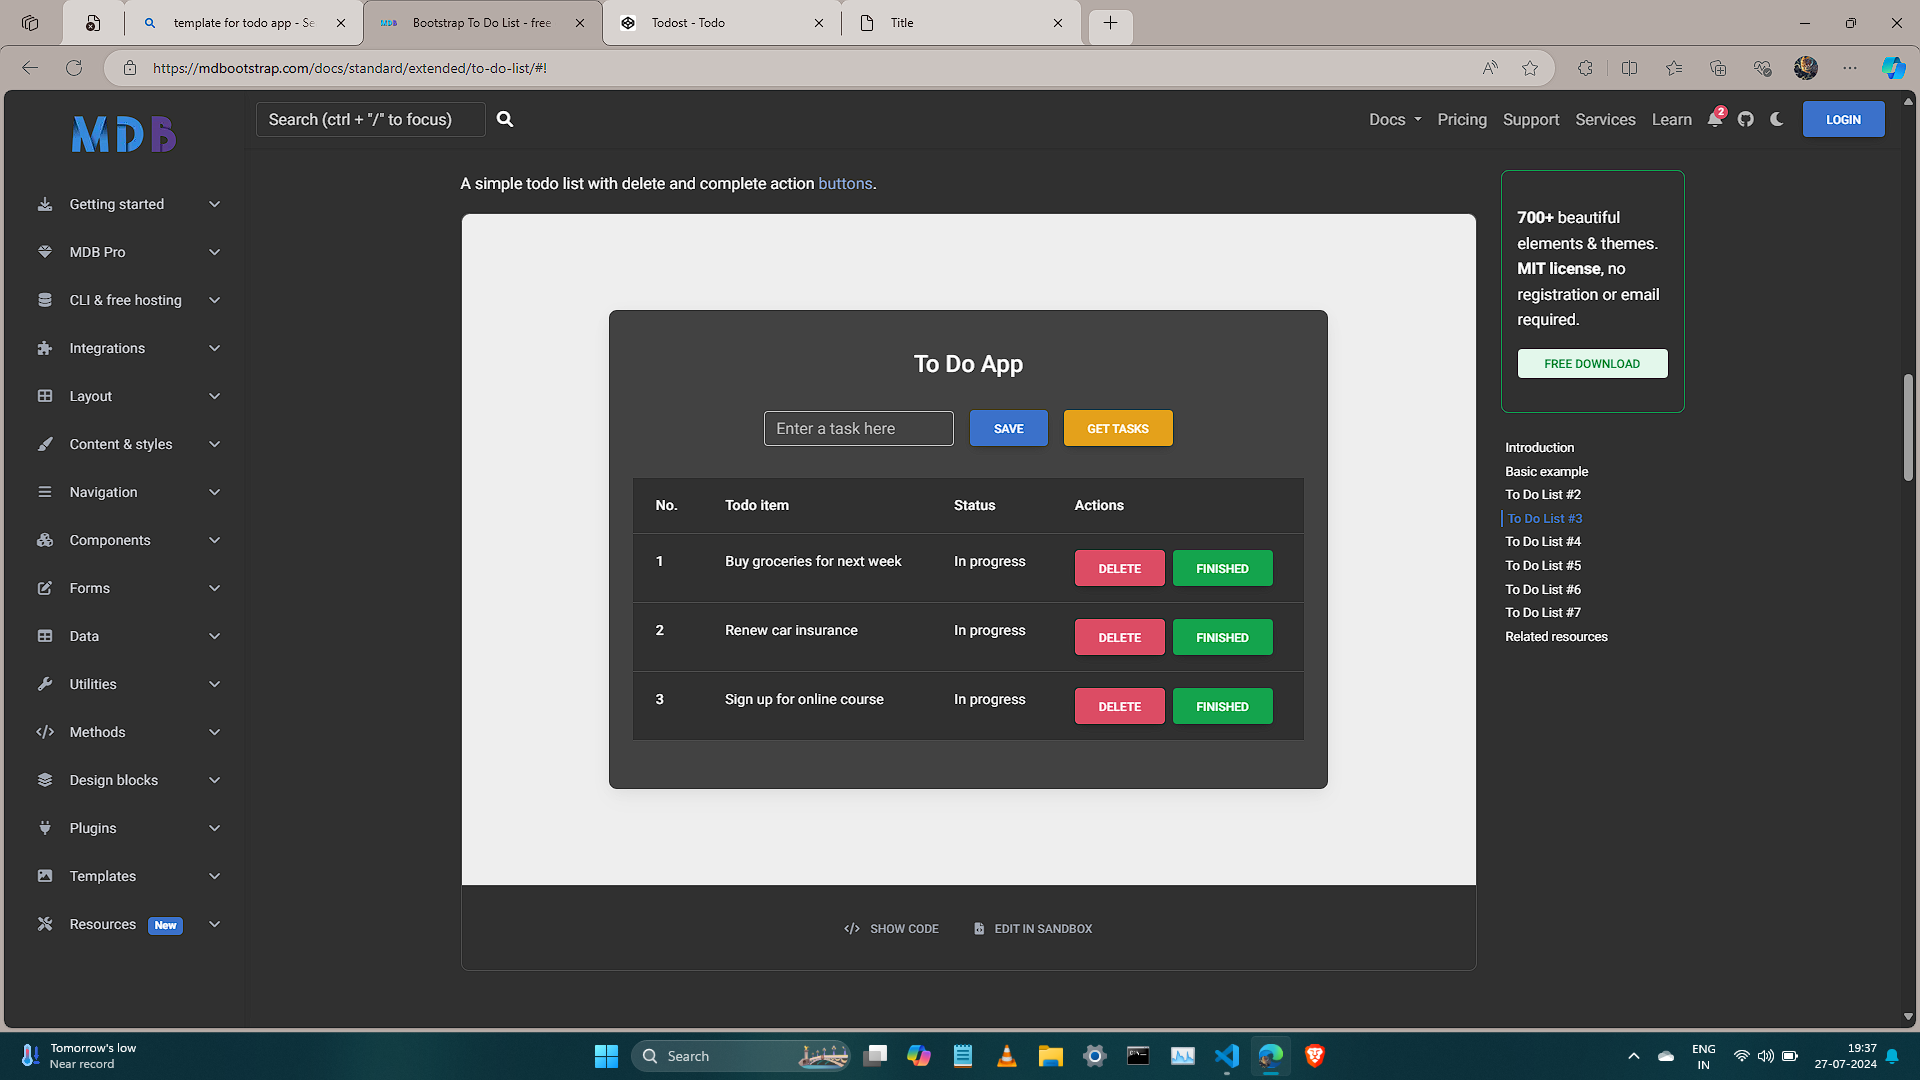 template for todo app - Se
Bootstrap To Do List - free
Todost - Todo
Title
https://mdbootstrap.com/docs/standard/extended/to-do-list/#!
MDB
Search (ctrl + "/" to focus)
Docs
Pricing
Support
Services
Learn
2
LOGIN
Getting started
MDB Pro
CLI & free hosting
Integrations
Layout
Content & styles
Navigation
Components
Forms
Data
Utilities
Methods
Design blocks
Plugins
Templates
Resources New
A simple todo list with delete and complete action buttons.
To Do App
Enter a task here
SAVE
GET TASKS
No. Todo item Status Actions
1 Buy groceries for next week In progress DELETE FINISHED
2 Renew car insurance In progress DELETE FINISHED
3 Sign up for online course In progress DELETE FINISHED
SHOW CODE
EDIT IN SANDBOX
700+ beautiful
elements & themes.
MIT license, no
registration or email
required.
FREE DOWNLOAD
Introduction
Basic example
To Do List #2
To Do List #3
To Do List #4
To Do List #5
To Do List #6
To Do List #7
Related resources
Tomorrow's low
Near record
Search
ENG
IN
19:37
27-07-2024